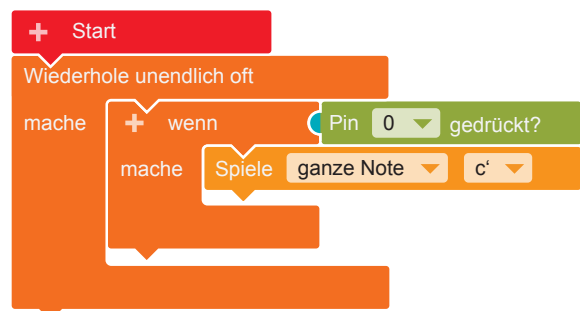 + Start
Wiederhole unendlich oft
mache + wenn Pin 0 gedrückt?
mache Spiele ganze Note c‘